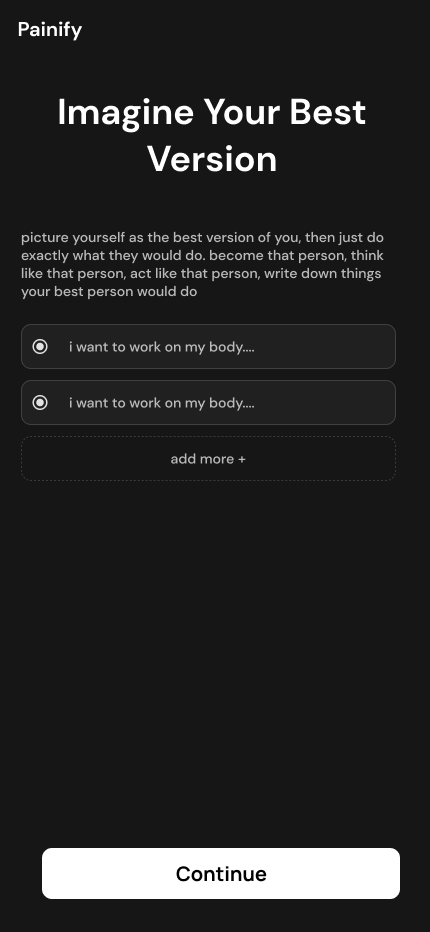 Painify
Imagine Your Best
Version
picture yourself as the best version of you, then just do
exactly what they would do. become that person, think
like that person, act like that person, write down things
your best person would do
i want to work on my body....
i want to work on my body....
add more +
Continue